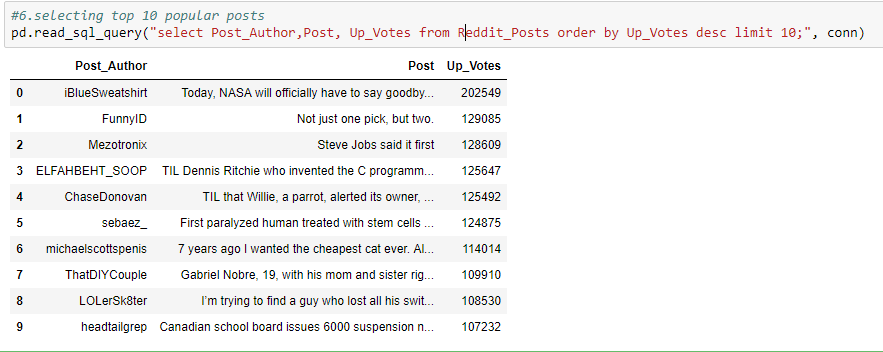 #6.selecting top 10 popular posts
pd.read_sql_query("select Post_Author,Post, Up_Votes from Reddit_Posts order by Up_Votes desc limit 10;", conn)
Post_Author Post Up_Votes
0 iBlueSweatshirt Today, NASA will officially have to say goodby... 202549
1 FunnyID Not just one pick, but two. 129085
2 Mezotronix Steve Jobs said it first 128609
3 ELFAHBEHT_SOOP TIL Dennis Ritchie who invented the C programm... 125647
4 ChaseDonovan TIL that Willie, a parrot, alerted its owner, ... 125492
5 sebaez_ First paralyzed human treated with stem cells ... 124875
6 michaelscottspenis 7 years ago I wanted the cheapest cat ever. Al... 114014
7 ThatDIYCouple Gabriel Nobre, 19, with his mom and sister rig... 109910
8 LOLerSk8ter I’m trying to find a guy who lost all his swit... 108530
9 headtailgrep Canadian school board issues 6000 suspension n... 107232